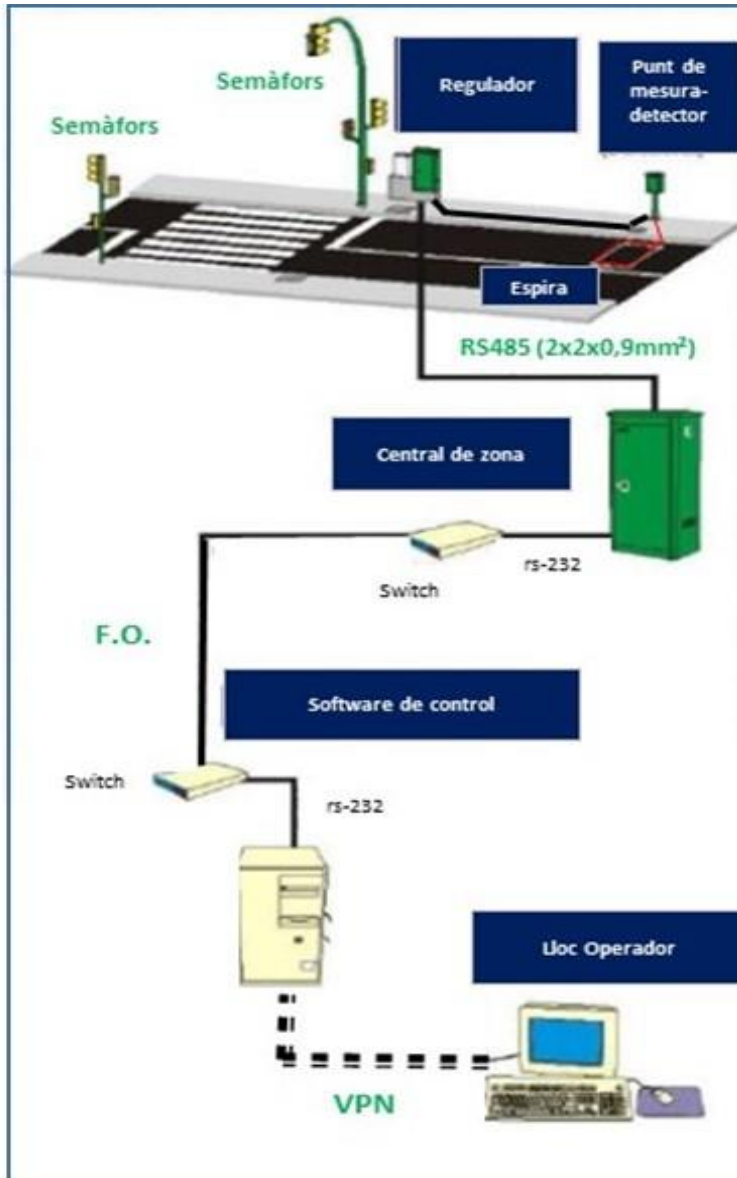 Semàfors
Semàfors
Regulador
Punt de
mesura-
detector
Espira
RS485 (2x2x0,9mm²)
Central de zona
rs-232
Switch
F.O.
Software de control
Switch
rs-232
Lloc Operador
VPN